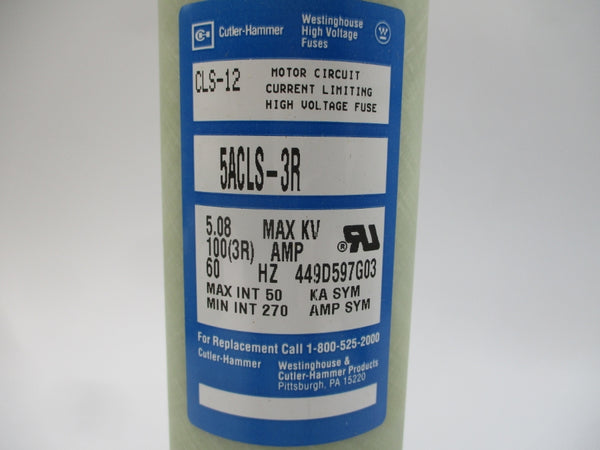 Cutler-Hammer
Westinghouse
High Voltage
Fuses
CLS-12
MOTOR CIRCUIT
CURRENT LIMITING
HIGH VOLTAGE FUSE
5ACLS-3R
5.08 MAX KV
100(3R) AMP
60 HZ 449D597G03
MAX INT 50 KA SYM
MIN INT 270 AMP SYM
For Replacement Call 1-800-525-2000
Cutler-Hammer
Westinghouse &
Cutler-Hammer Products
Pittsburgh, PA 15220